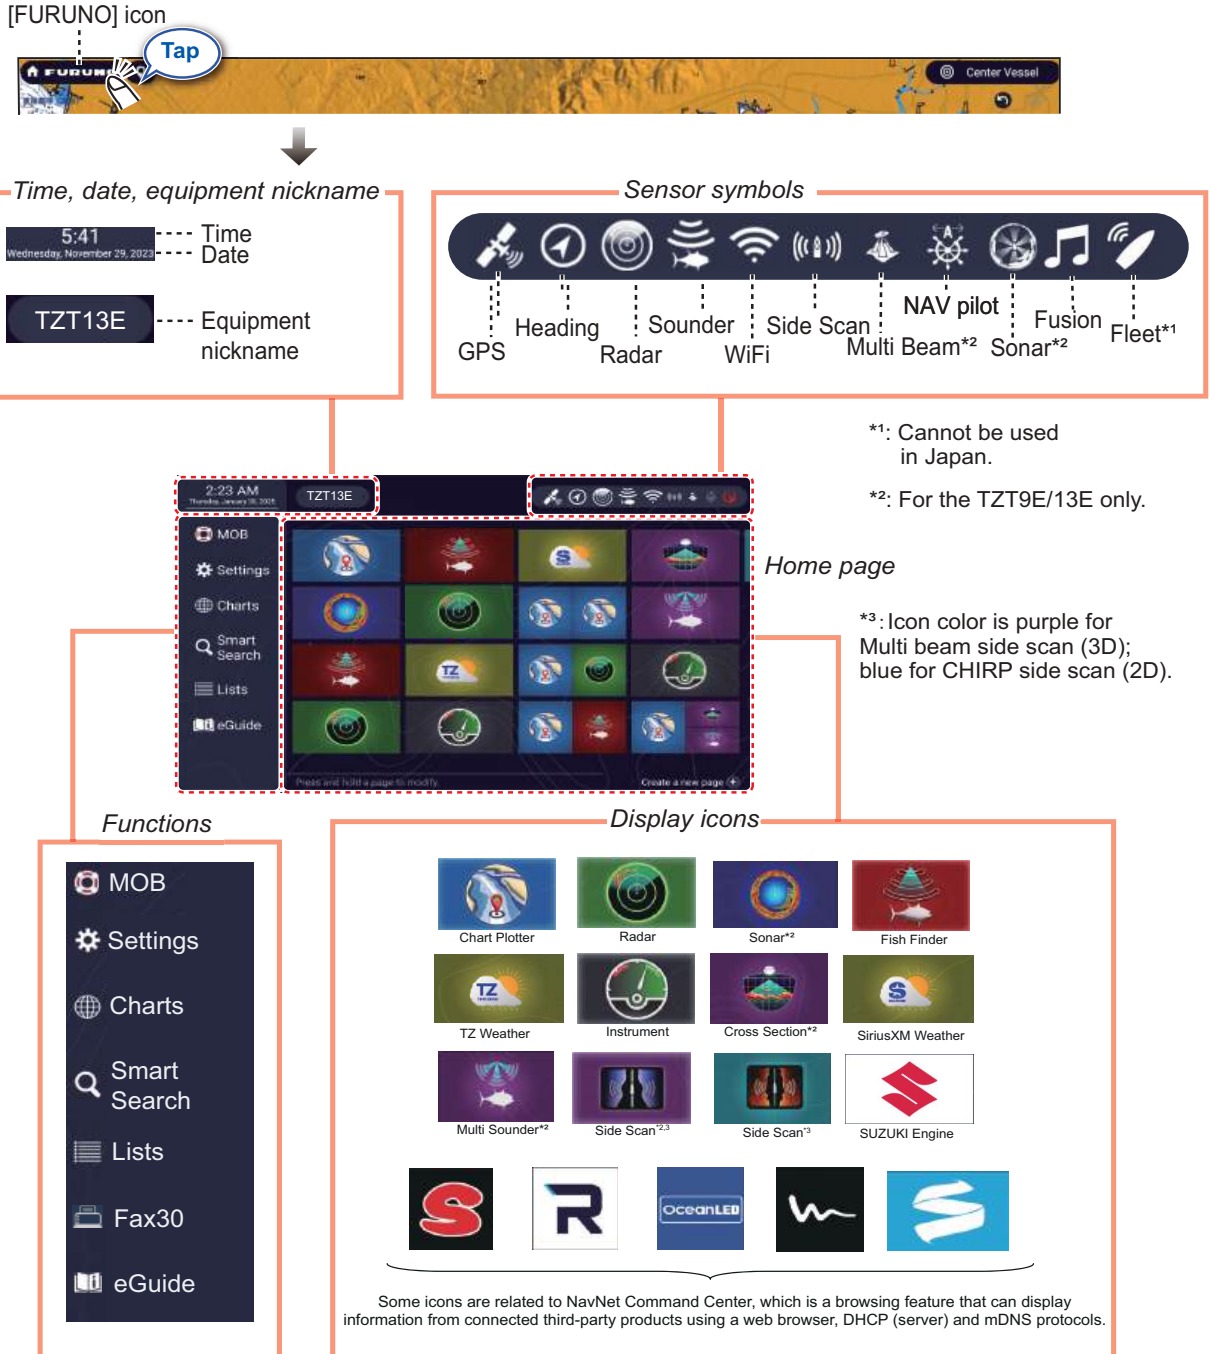 [FURUNO] icon
Tap
FURUNO
Center Vessel
Time, date, equipment nickname
5:41
Wednesday, November 29, 2023
Time
Date
TZT13E
Equipment
nickname
Sensor symbols
GPS
Heading
Radar
Sounder
WiFi
Side Scan
Multi Beam*²
NAV pilot
Sonar*²
Fusion
Fleet*¹
*¹: Cannot be used
in Japan.
*²: For the TZT9E/13E only.
2:23 AM
TZT13E
MOB
Settings
Charts
Smart
Search
Lists
eGuide
Press and hold a page to modify
Create a new page
Home page
*³: Icon color is purple for
Multi beam side scan (3D);
blue for CHIRP side scan (2D).
Functions
MOB
Settings
Charts
Smart
Search
Lists
Fax30
eGuide
Display icons
Chart Plotter
Radar
Sonar*²
Fish Finder
TZ
TZ Weather
Instrument
Cross Section*²
S
SiriusXM Weather
Multi Sounder*²
Side Scan*²,³
Side Scan*³
SUZUKI Engine
S
R
OceanLED
Some icons are related to NavNet Command Center, which is a browsing feature that can display
information from connected third-party products using a web browser, DHCP (server) and mDNS protocols.